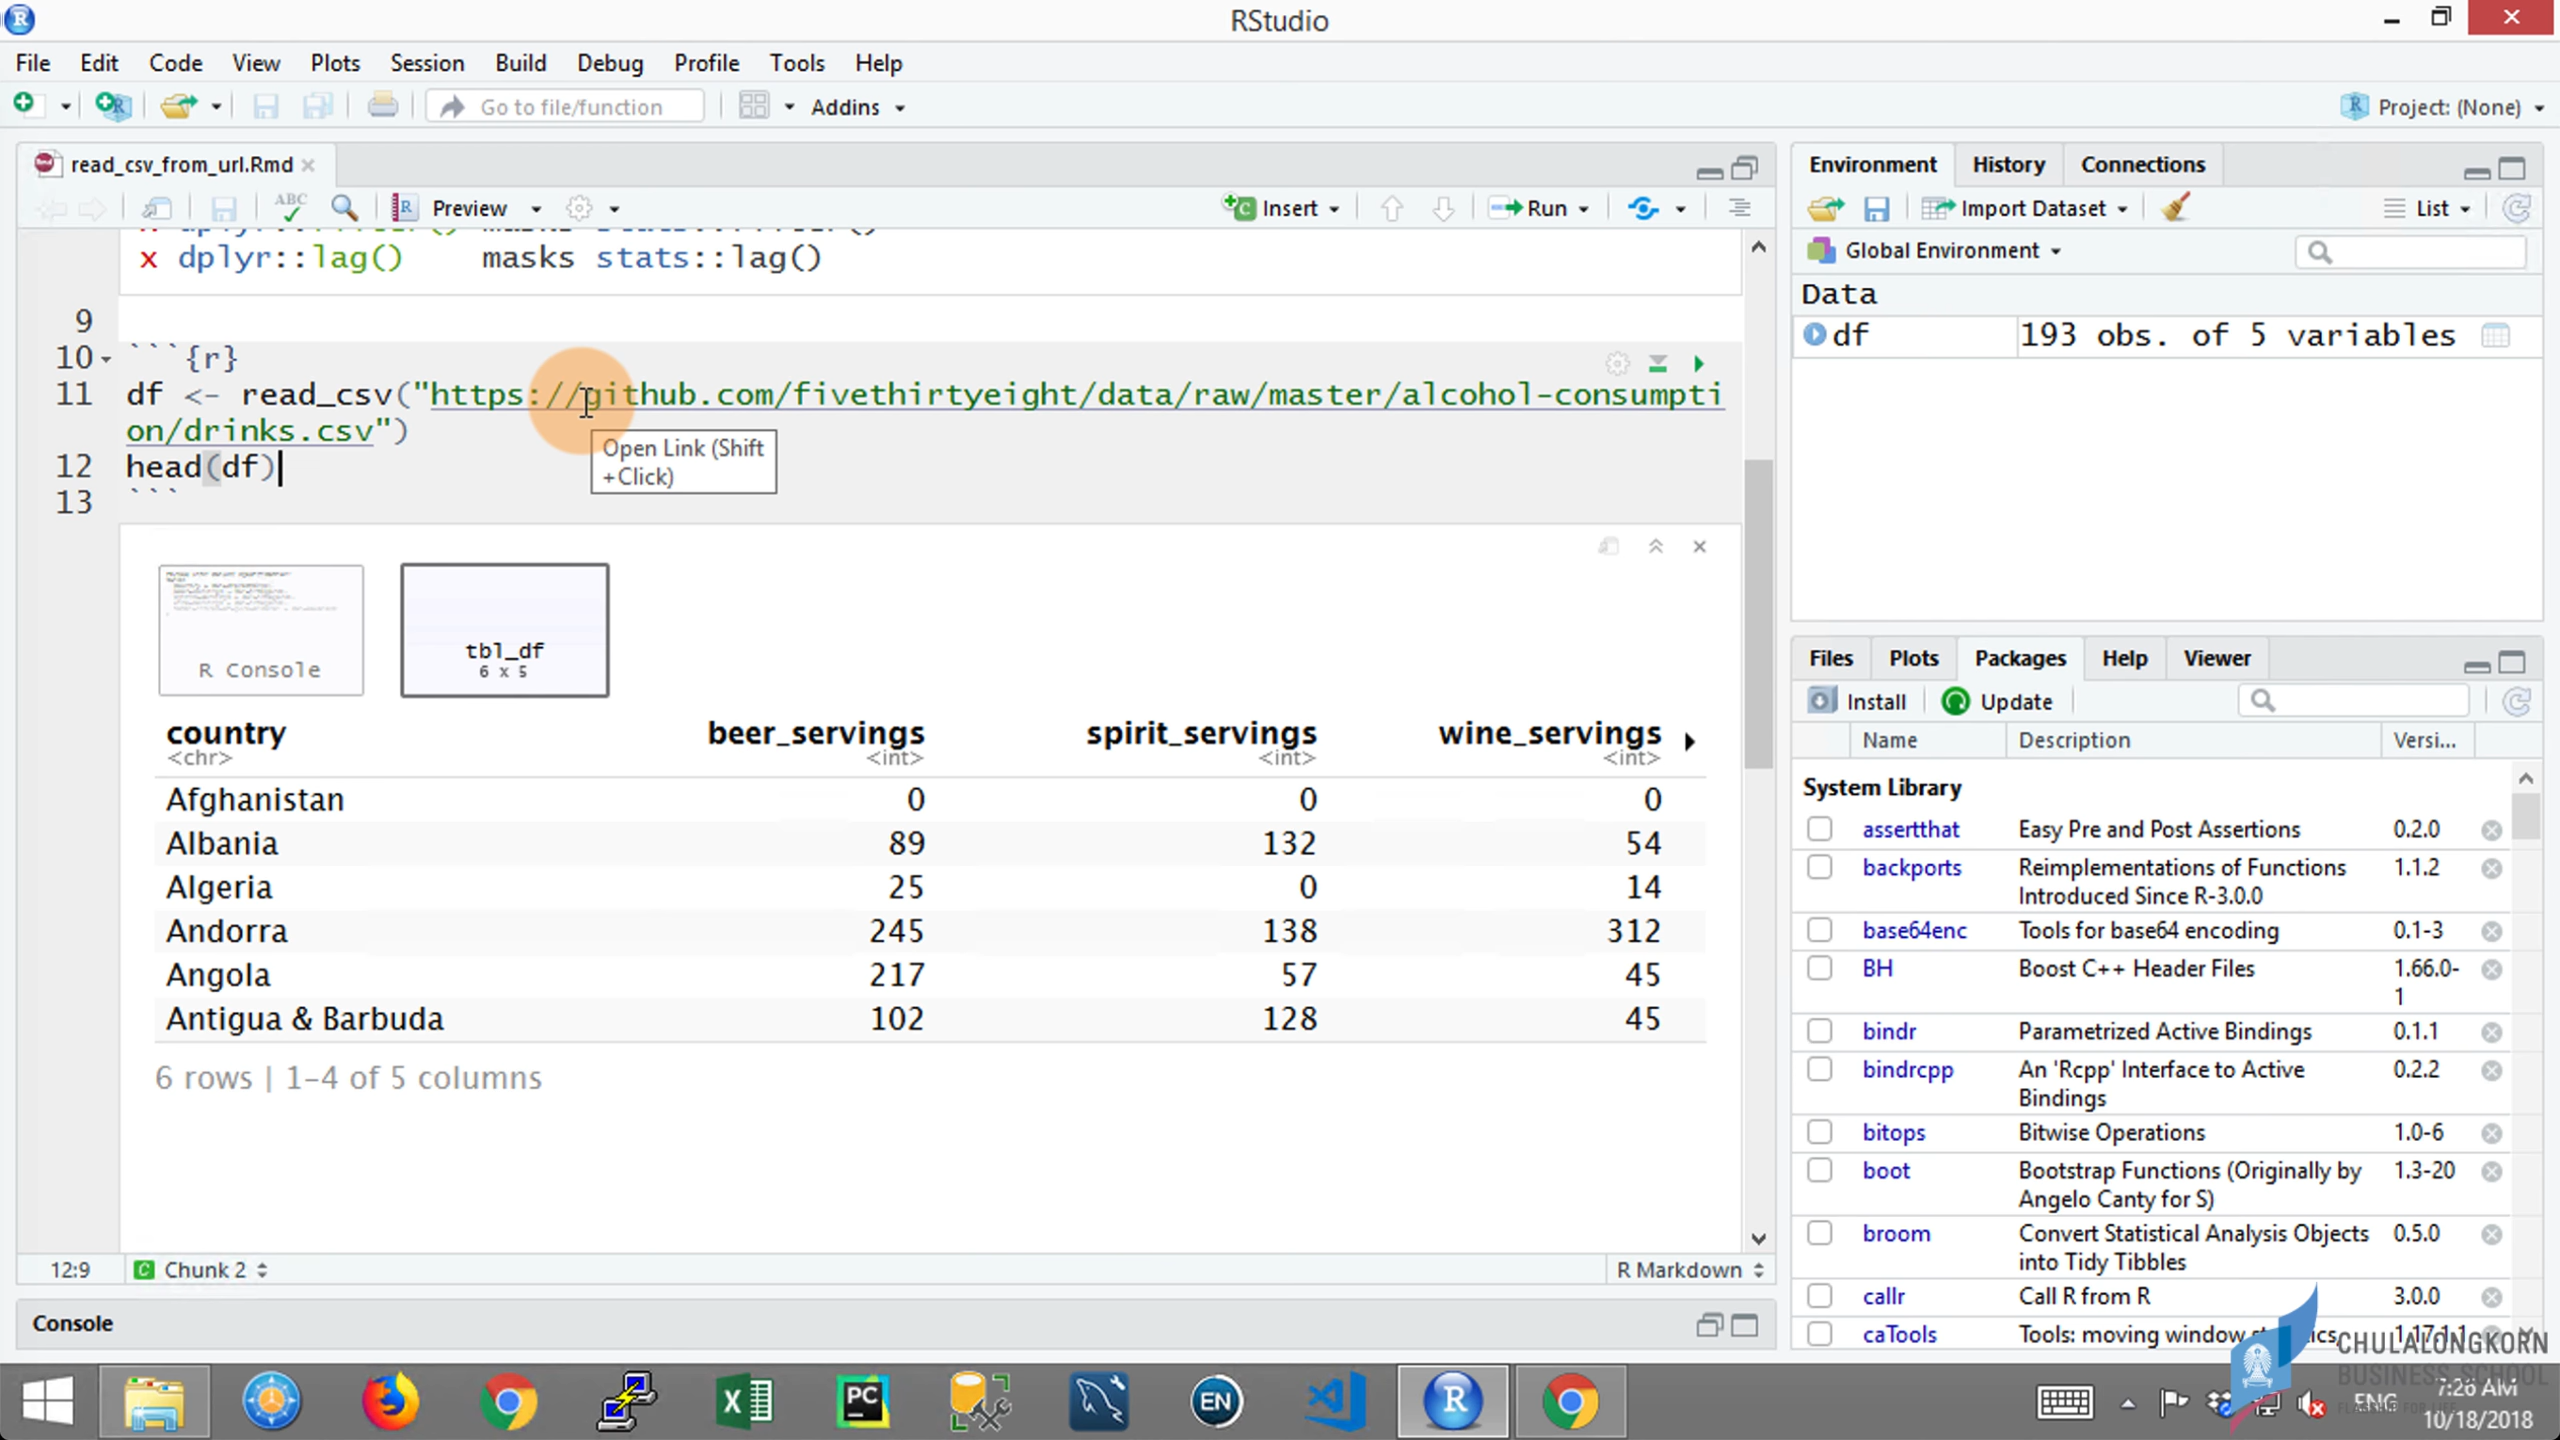 RStudio
File Edit Code View Plots Session Build Debug Profile Tools Help
Go to file/function Addins Project: (None)
read_csv_from_url.Rmd
ABC Preview Insert Run
x dplyr::lag() masks stats::lag()
9
10 ```{r}
11 df <- read_csv("https://github.com/fivethirtyeight/data/raw/master/alcohol-consumpti
on/drinks.csv")
Open Link (Shift
+Click)
12 head(df)
13 ```
R Console
tbl_df
6 x 5
country beer_servings spirit_servings wine_servings
<chr> <int> <int> <int>
Afghanistan 0 0 0
Albania 89 132 54
Algeria 25 0 14
Andorra 245 138 312
Angola 217 57 45
Antigua & Barbuda 102 128 45
6 rows | 1-4 of 5 columns
12:9 Chunk 2 R Markdown
Console
Environment History Connections
Import Dataset List
Global Environment
Data
df 193 obs. of 5 variables
Files Plots Packages Help Viewer
Install Update
Name Description Versi...
System Library
assertthat Easy Pre and Post Assertions 0.2.0
backports Reimplementations of Functions 1.1.2
Introduced Since R-3.0.0
base64enc Tools for base64 encoding 0.1-3
BH Boost C++ Header Files 1.66.0-
1
bindr Parametrized Active Bindings 0.1.1
bindrcpp An 'Rcpp' Interface to Active 0.2.2
Bindings
bitops Bitwise Operations 1.0-6
boot Bootstrap Functions (Originally by 1.3-20
Angelo Canty for S)
broom Convert Statistical Analysis Objects 0.5.0
into Tidy Tibbles
callr Call R from R 3.0.0
caTools Tools: moving window
CHULALONGKORN
BUSINESS SCHOOL
EN PC R ENG 7:26 AM
10/18/2018